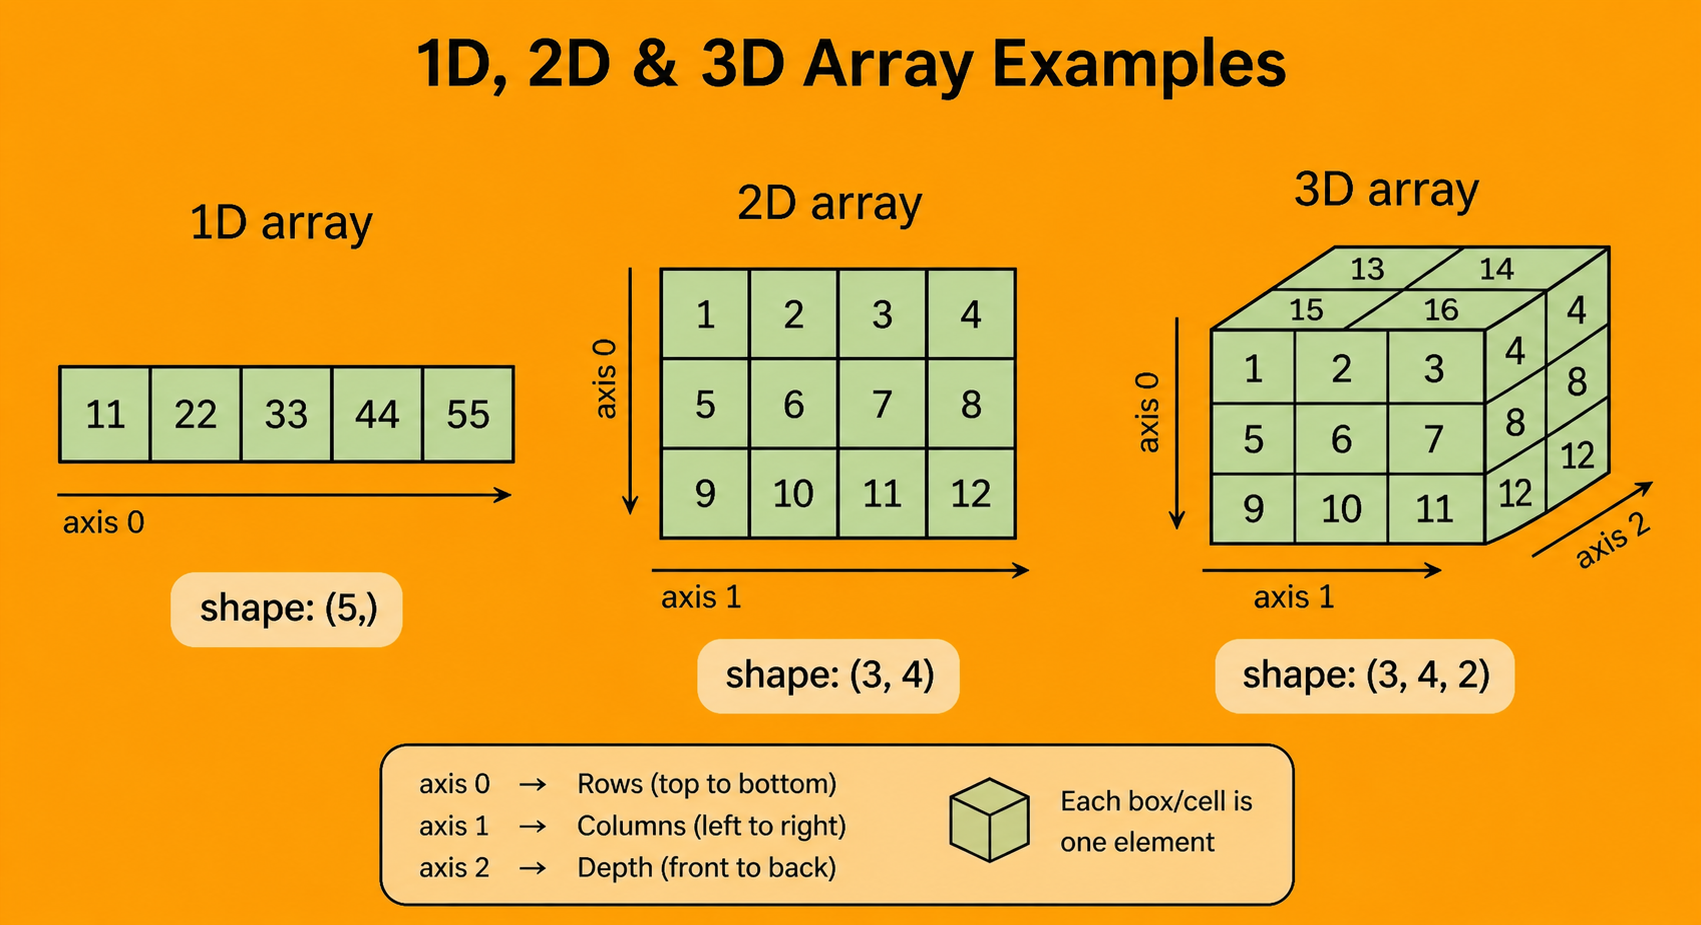 1D, 2D & 3D Array Examples
1D array
11 22 33 44 55
axis 0
shape: (5,)
2D array
axis 0
1 2 3 4
5 6 7 8
9 10 11 12
axis 1
shape: (3, 4)
3D array
axis 0
13 14
15 16
1 2 3 4 4
5 6 7 8 8
9 10 11 12 12
axis 1
axis 2
shape: (3, 4, 2)
axis 0 → Rows (top to bottom)
axis 1 → Columns (left to right)
axis 2 → Depth (front to back)
Each box/cell is
one element